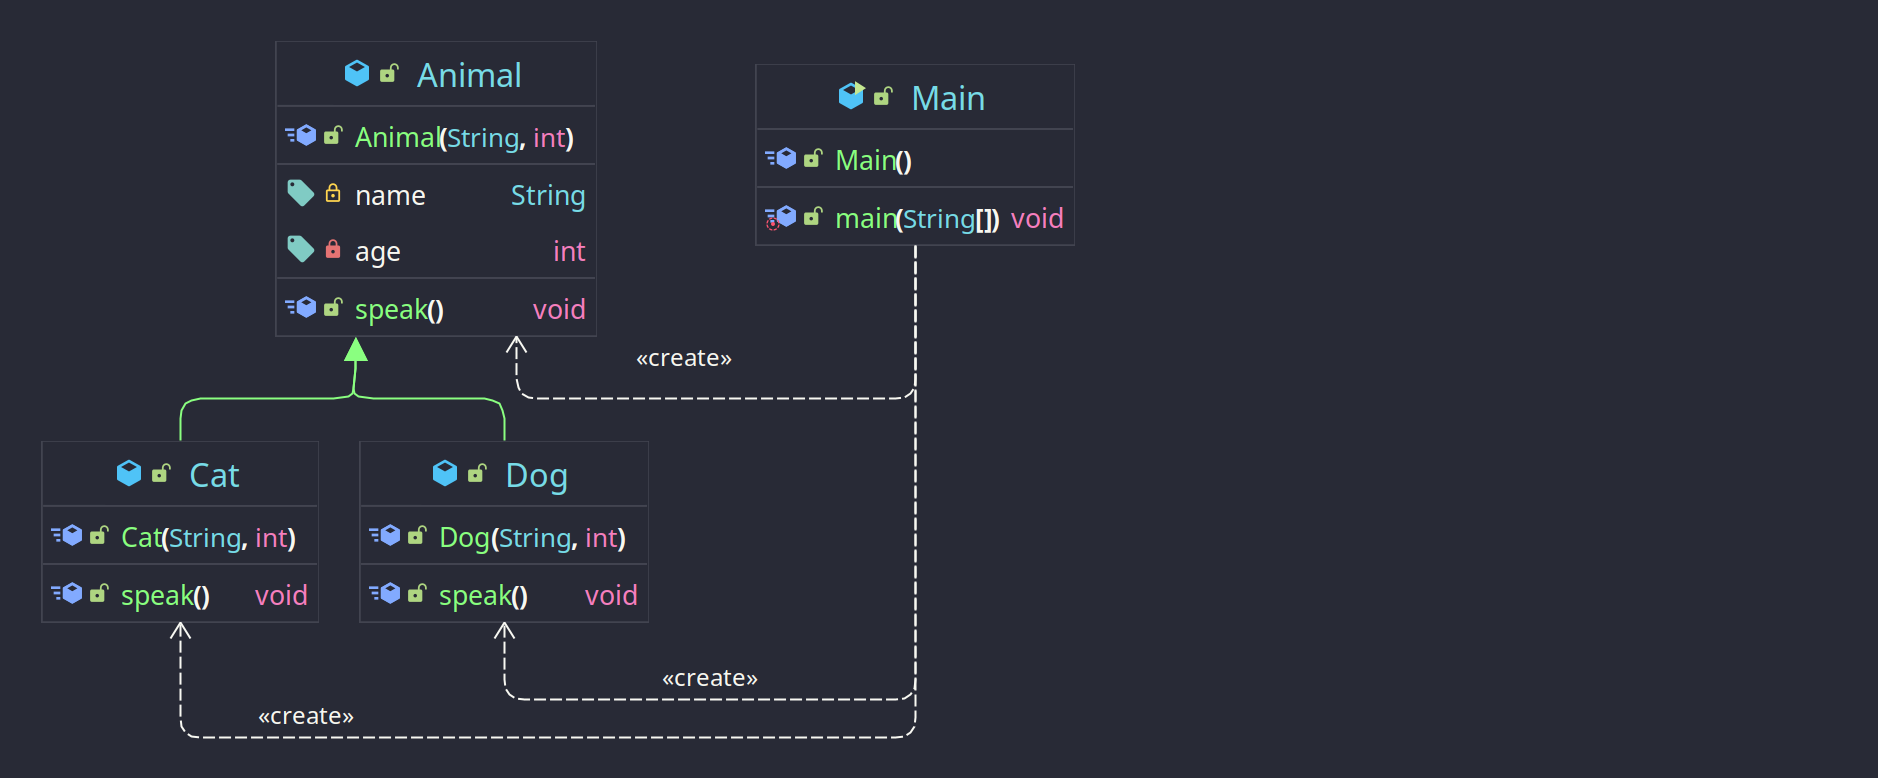 Animal
Animal(String, int)
name String
age int
speak() void
Main
Main()
main(String[]) void
«create»
Cat
Cat(String, int)
speak() void
Dog
Dog(String, int)
speak() void
«create»
«create»